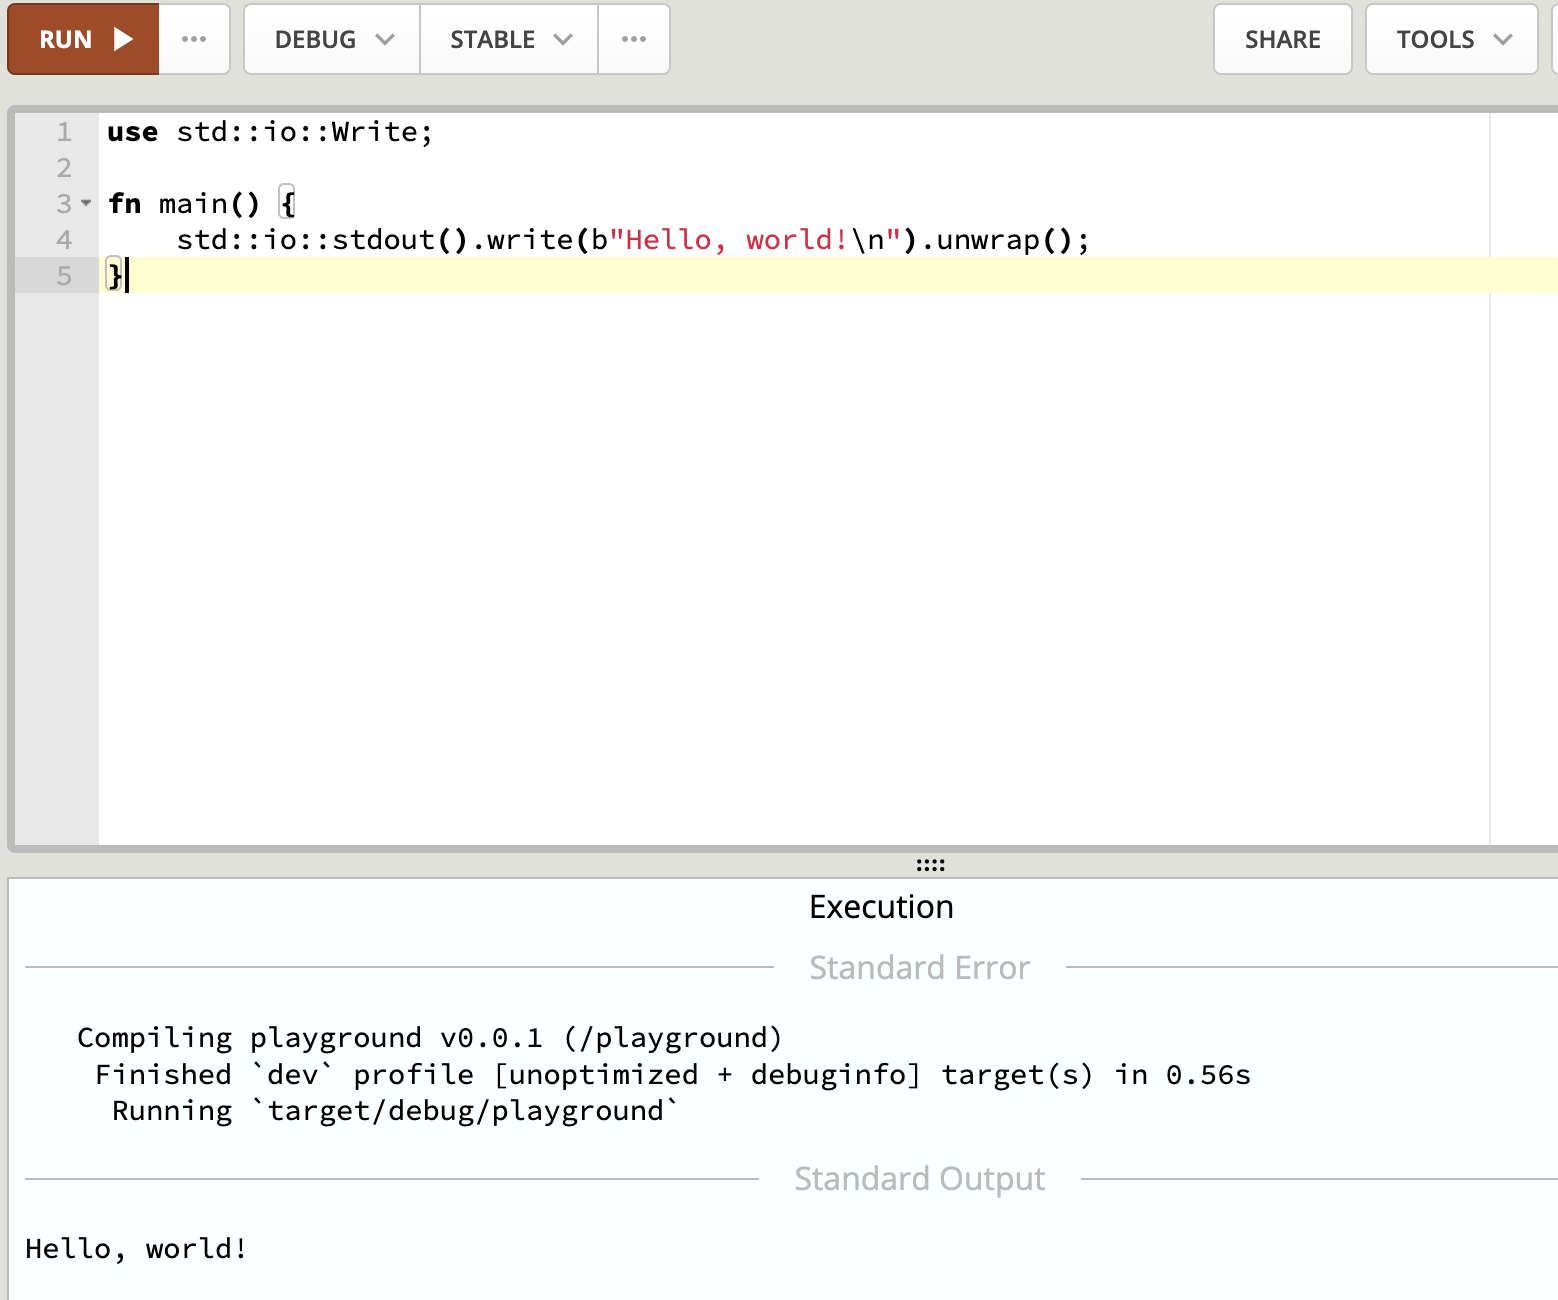 RUN ··· DEBUG STABLE ··· SHARE TOOLS
1 use std::io::Write;
2
3 fn main() {
4     std::io::stdout().write(b"Hello, world!\n").unwrap();
5 }
Execution
Standard Error
   Compiling playground v0.0.1 (/playground)
    Finished `dev` profile [unoptimized + debuginfo] target(s) in 0.56s
     Running `target/debug/playground`
Standard Output
Hello, world!